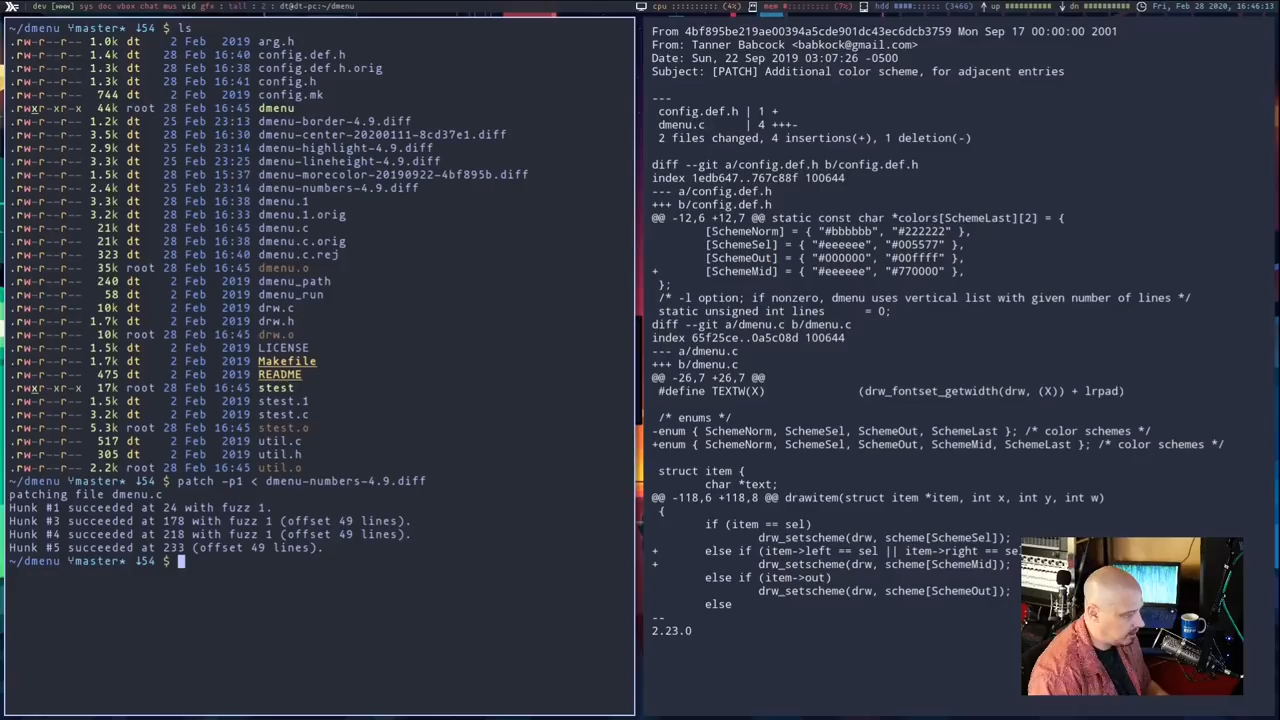 dev [www] sys doc vbox chat mus vid gfx : tall : 2 : dt@dt-pc:~/dmenu
cpu :::::::: (4%)
mem #::::::: (7%)
hdd ####:::: (346G)
up
dn
Fri, Feb 28 2020, 16:46:13
~/dmenu master* ↓54 $ ls
.rw-r--r-- 1.0k dt 2 Feb 2019 arg.h
.rw-r--r-- 1.4k dt 28 Feb 16:40 config.def.h
.rw-r--r-- 1.3k dt 28 Feb 16:40 config.def.h.orig
.rw-r--r-- 1.3k dt 28 Feb 16:41 config.h
.rw-r--r-- 744 dt 2 Feb 2019 config.mk
.rwxr-xr-x 44k root 28 Feb 16:45 dmenu
.rw-r--r-- 1.2k dt 25 Feb 23:13 dmenu-border-4.9.diff
.rw-r--r-- 3.5k dt 28 Feb 16:30 dmenu-center-20200111-8cd37e1.diff
.rw-r--r-- 2.9k dt 25 Feb 23:14 dmenu-highlight-4.9.diff
.rw-r--r-- 3.3k dt 25 Feb 23:25 dmenu-lineheight-4.9.diff
.rw-r--r-- 1.5k dt 28 Feb 15:37 dmenu-morecolor-20190922-4bf895b.diff
.rw-r--r-- 2.4k dt 25 Feb 23:14 dmenu-numbers-4.9.diff
.rw-r--r-- 3.3k dt 28 Feb 16:45 dmenu.1
.rw-r--r-- 3.2k dt 28 Feb 16:33 dmenu.1.orig
.rw-r--r-- 21k dt 28 Feb 16:45 dmenu.c
.rw-r--r-- 21k dt 28 Feb 16:38 dmenu.c.orig
.rw-r--r-- 323 dt 28 Feb 16:45 dmenu.c.rej
.rw-r--r-- 35k root 28 Feb 16:45 dmenu.o
.rw-r--r-- 240 dt 2 Feb 2019 dmenu_path
.rw-r--r-- 58 dt 2 Feb 2019 dmenu_run
.rw-r--r-- 10k dt 2 Feb 2019 drw.c
.rw-r--r-- 1.7k dt 2 Feb 2019 drw.h
.rw-r--r-- 10k root 28 Feb 16:45 drw.o
.rw-r--r-- 1.5k dt 2 Feb 2019 LICENSE
.rw-r--r-- 1.7k dt 2 Feb 2019 Makefile
.rw-r--r-- 475 dt 2 Feb 2019 README
.rwxr-xr-x 17k root 28 Feb 16:45 stest
.rw-r--r-- 1.5k dt 2 Feb 2019 stest.1
.rw-r--r-- 3.2k dt 2 Feb 2019 stest.c
.rw-r--r-- 5.3k root 28 Feb 16:45 stest.o
.rw-r--r-- 517 dt 2 Feb 2019 util.c
.rw-r--r-- 305 dt 2 Feb 2019 util.h
.rw-r--r-- 2.2k root 28 Feb 16:45 util.o
~/dmenu master* ↓54 $ patch -p1 < dmenu-numbers-4.9.diff
patching file dmenu.c
Hunk #1 succeeded at 24 with fuzz 1.
Hunk #3 succeeded at 178 with fuzz 1 (offset 49 lines).
Hunk #4 succeeded at 218 with fuzz 1 (offset 49 lines).
Hunk #5 succeeded at 233 (offset 49 lines).
~/dmenu master* ↓54 $
From 4bf895be219ae00394a5cde901dc43ec6dcb3759 Mon Sep 17 00:00:00 2001
From: Tanner Babcock <babkock@gmail.com>
Date: Sun, 22 Sep 2019 03:07:26 -0500
Subject: [PATCH] Additional color scheme, for adjacent entries
---
config.def.h | 1 +
dmenu.c | 4 +++-
2 files changed, 4 insertions(+), 1 deletion(-)
diff --git a/config.def.h b/config.def.h
index 1edb647..767c88f 100644
--- a/config.def.h
+++ b/config.def.h
@@ -12,6 +12,7 @@ static const char *colors[SchemeLast][2] = {
[SchemeNorm] = { "#bbbbbb", "#222222" },
[SchemeSel] = { "#eeeeee", "#005577" },
[SchemeOut] = { "#000000", "#00ffff" },
+ [SchemeMid] = { "#eeeeee", "#770000" },
};
/* -l option; if nonzero, dmenu uses vertical list with given number of lines */
static unsigned int lines = 0;
diff --git a/dmenu.c b/dmenu.c
index 65f25ce..0a5c08d 100644
--- a/dmenu.c
+++ b/dmenu.c
@@ -26,7 +26,7 @@
#define TEXTW(X) (drw_fontset_getwidth(drw, (X)) + lrpad)
/* enums */
-enum { SchemeNorm, SchemeSel, SchemeOut, SchemeLast }; /* color schemes */
+enum { SchemeNorm, SchemeSel, SchemeOut, SchemeMid, SchemeLast }; /* color schemes */
struct item {
char *text;
@@ -118,6 +118,8 @@ drawitem(struct item *item, int x, int y, int w)
{
if (item == sel)
drw_setscheme(drw, scheme[SchemeSel]);
+ else if (item->left == sel || item->right == se
+ drw_setscheme(drw, scheme[SchemeMid]);
else if (item->out)
drw_setscheme(drw, scheme[SchemeOut]);
else
--
2.23.0